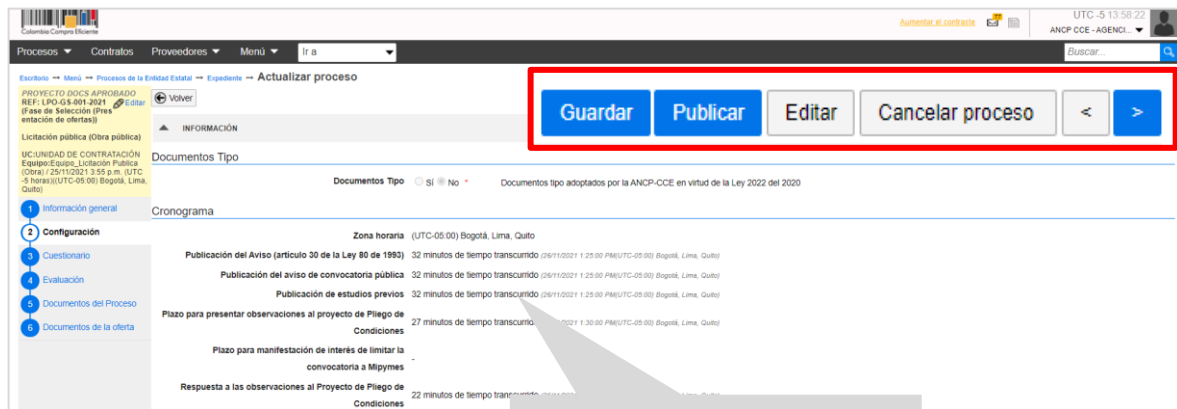 Colombia Compra Eficiente
Aumentar el contraste
UTC -5 13:58:22
ANCP CCE - AGENCI...
Procesos Contratos Proveedores Menú Ir a Buscar...
Escritorio → Menú → Procesos de la Entidad Estatal → Expediente → Actualizar proceso
PROYECTO DOCS APROBADO
REF: LPO-GS-001-2021 Editar
(Fase de Selección (Pres
entación de ofertas))
Licitación pública (Obra pública)
UC:UNIDAD DE CONTRATACIÓN
Equipo:Equipo_Licitación Publica
(Obra) / 25/11/2021 3:55 p.m. (UTC
-5 horas)((UTC-05:00) Bogotá, Lima,
Quito)
1 Información general
2 Configuración
3 Cuestionario
4 Evaluación
5 Documentos del Proceso
6 Documentos de la oferta
Volver
Guardar Publicar Editar Cancelar proceso < >
INFORMACIÓN
Documentos Tipo
Documentos Tipo Sí No * Documentos tipo adoptados por la ANCP-CCE en virtud de la Ley 2022 del 2020
Cronograma
Zona horaria (UTC-05:00) Bogotá, Lima, Quito
Publicación del Aviso (artículo 30 de la Ley 80 de 1993) 32 minutos de tiempo transcurrido (26/11/2021 1:25:00 PM(UTC-05:00) Bogotá, Lima, Quito)
Publicación del aviso de convocatoria pública 32 minutos de tiempo transcurrido (26/11/2021 1:25:00 PM(UTC-05:00) Bogotá, Lima, Quito)
Publicación de estudios previos 32 minutos de tiempo transcurrido (26/11/2021 1:25:00 PM(UTC-05:00) Bogotá, Lima, Quito)
Plazo para presentar observaciones al proyecto de Pliego de
Condiciones 27 minutos de tiempo 2021 1:30:00 PM(UTC-05:00) Bogotá, Lima, Quito)
Plazo para manifestación de interés de limitar la
convocatoria a Mipymes -
Respuesta a las observaciones al Proyecto de Pliego de
Condiciones 22 minutos de tiempo